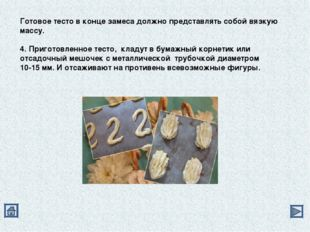 Готовое тесто в конце замеса должно представлять собой вязкую
массу.
4. Приготовленное тесто, кладут в бумажный корнетик или
отсадочный мешочек с металлической трубочкой диаметром
10-15 мм. И отсаживают на противень всевозможные фигуры.